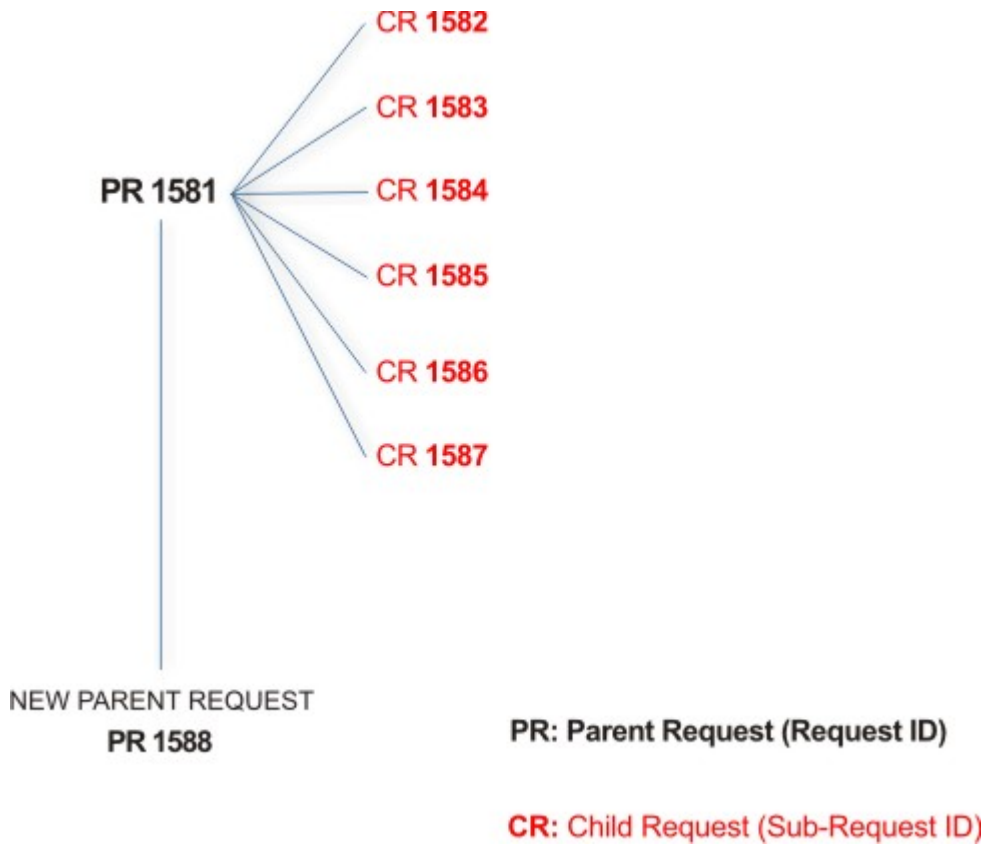 CR 1582
CR 1583
PR 1581
CR 1584
CR 1585
CR 1586
CR 1587
NEW PARENT REQUEST
PR 1588
PR: Parent Request (Request ID)
CR: Child Request (Sub-Request ID)